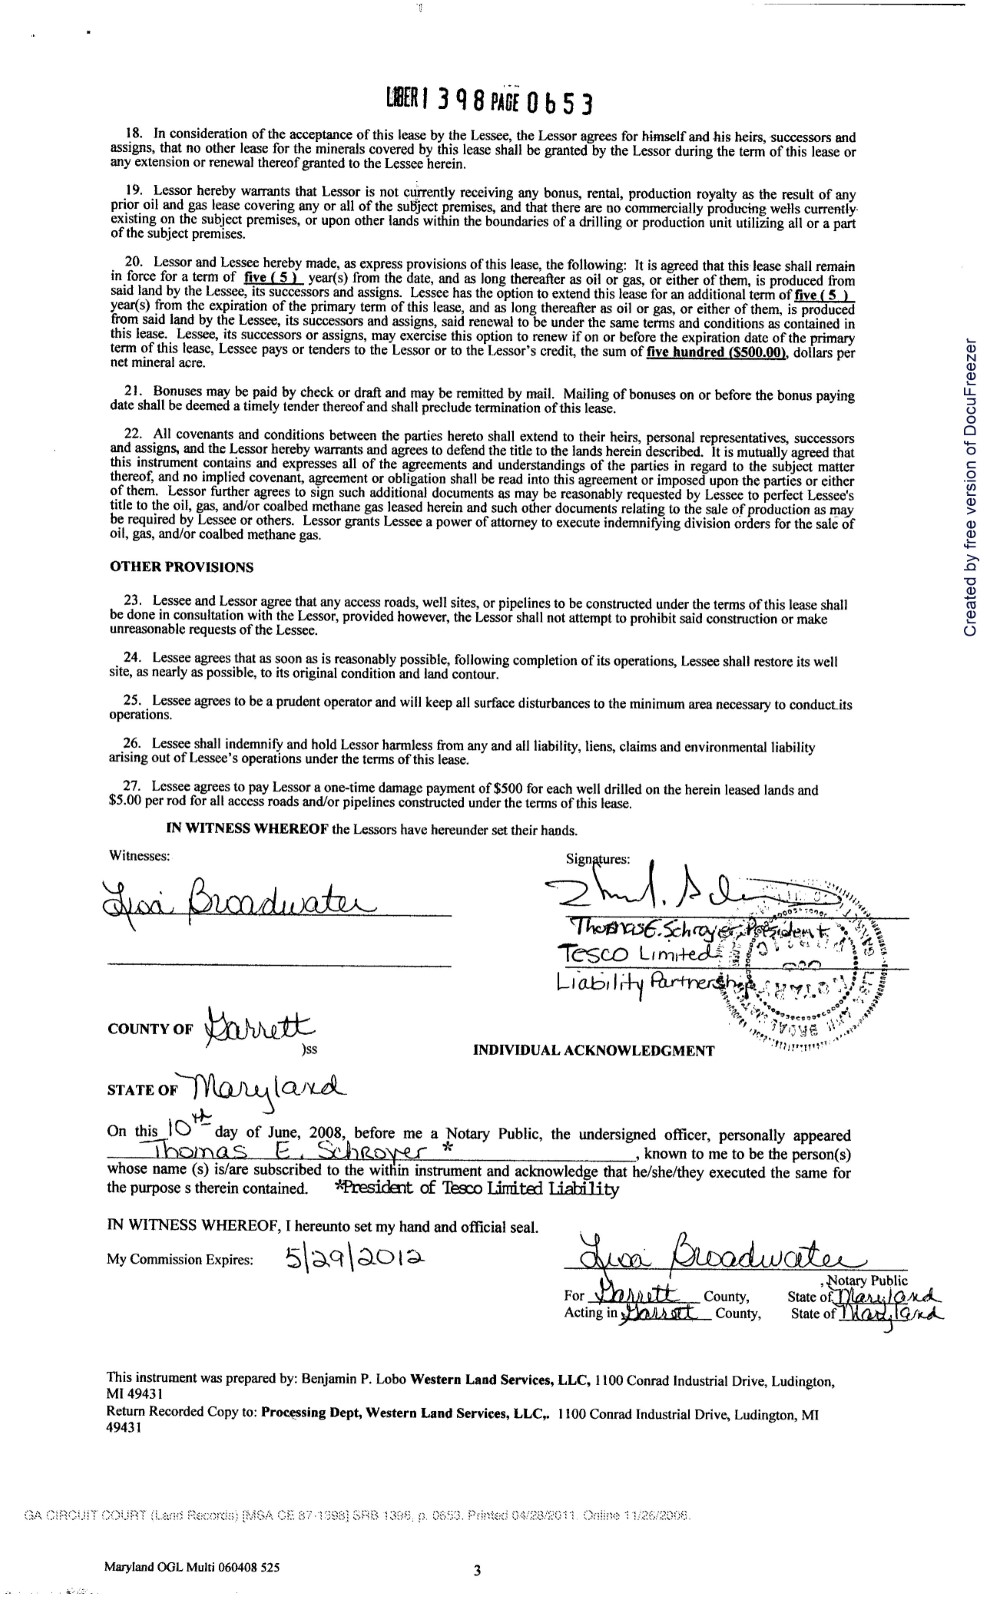 LIBER 1398 PAGE 0653
18. In consideration of the acceptance of this lease by the Lessee, the Lessor agrees for himself and his heirs, successors and
assigns, that no other lease for the minerals covered by this lease shall be granted by the Lessor during the term of this lease or
any extension or renewal thereof granted to the Lessee herein.
19. Lessor hereby warrants that Lessor is not currently receiving any bonus, rental, production royalty as the result of any
prior oil and gas lease covering any or all of the subject premises, and that there are no commercially producing wells currently
existing on the subject premises, or upon other lands within the boundaries of a drilling or production unit utilizing all or a part
of the subject premises.
20. Lessor and Lessee hereby made, as express provisions of this lease, the following: It is agreed that this lease shall remain
in force for a term of five ( 5 ) year(s) from the date, and as long thereafter as oil or gas, or either of them, is produced from
said land by the Lessee, its successors and assigns. Lessee has the option to extend this lease for an additional term of five ( 5 )
year(s) from the expiration of the primary term of this lease, and as long thereafter as oil or gas, or either of them, is produced
from said land by the Lessee, its successors and assigns, said renewal to be under the same terms and conditions as contained in
this lease. Lessee, its successors or assigns, may exercise this option to renew if on or before the expiration date of the primary
term of this lease, Lessee pays or tenders to the Lessor or to the Lessor's credit, the sum of five hundred ($500.00), dollars per
net mineral acre.
21. Bonuses may be paid by check or draft and may be remitted by mail. Mailing of bonuses on or before the bonus paying
date shall be deemed a timely tender thereof and shall preclude termination of this lease.
22. All covenants and conditions between the parties hereto shall extend to their heirs, personal representatives, successors
and assigns, and the Lessor hereby warrants and agrees to defend the title to the lands herein described. It is mutually agreed that
this instrument contains and expresses all of the agreements and understandings of the parties in regard to the subject matter
thereof, and no implied covenant, agreement or obligation shall be read into this agreement or imposed upon the parties or either
of them. Lessor further agrees to sign such additional documents as may be reasonably requested by Lessee to perfect Lessee's
title to the oil, gas, and/or coalbed methane gas leased herein and such other documents relating to the sale of production as may
be required by Lessee or others. Lessor grants Lessee a power of attorney to execute indemnifying division orders for the sale of
oil, gas, and/or coalbed methane gas.
OTHER PROVISIONS
23. Lessee and Lessor agree that any access roads, well sites, or pipelines to be constructed under the terms of this lease shall
be done in consultation with the Lessor, provided however, the Lessor shall not attempt to prohibit said construction or make
unreasonable requests of the Lessee.
24. Lessee agrees that as soon as is reasonably possible, following completion of its operations, Lessee shall restore its well
site, as nearly as possible, to its original condition and land contour.
25. Lessee agrees to be a prudent operator and will keep all surface disturbances to the minimum area necessary to conduct its
operations.
26. Lessee shall indemnify and hold Lessor harmless from any and all liability, liens, claims and environmental liability
arising out of Lessee's operations under the terms of this lease.
27. Lessee agrees to pay Lessor a one-time damage payment of $500 for each well drilled on the herein leased lands and
$5.00 per rod for all access roads and/or pipelines constructed under the terms of this lease.
IN WITNESS WHEREOF the Lessors have hereunder set their hands.
Witnesses: Signatures:
Lisa Broadwater
Thomas E. Schroyer, President
Tesco Limited
Liability Partnership
COUNTY OF Garrett
)ss
INDIVIDUAL ACKNOWLEDGMENT
STATE OF Maryland
On this 10th day of June, 2008, before me a Notary Public, the undersigned officer, personally appeared
Thomas E. Schroyer * , known to me to be the person(s)
whose name (s) is/are subscribed to the within instrument and acknowledge that he/she/they executed the same for
the purpose s therein contained. *President of Tesco Limited Liability
IN WITNESS WHEREOF, I hereunto set my hand and official seal.
My Commission Expires: 5/29/2012
Lisa Broadwater
, Notary Public
For Garrett County, State of Maryland
Acting in Garrett County, State of Maryland
This instrument was prepared by: Benjamin P. Lobo Western Land Services, LLC, 1100 Conrad Industrial Drive, Ludington,
MI 49431
Return Recorded Copy to: Processing Dept, Western Land Services, LLC,. 1100 Conrad Industrial Drive, Ludington, MI
49431
GA CIRCUIT COURT (Land Records) [MSA CE 87-1398] SRB 1398, p. 0653. Printed 04/28/2011. Online 11/26/2008.
Maryland OGL Multi 060408 525
3
Created by free version of DocuFreezer